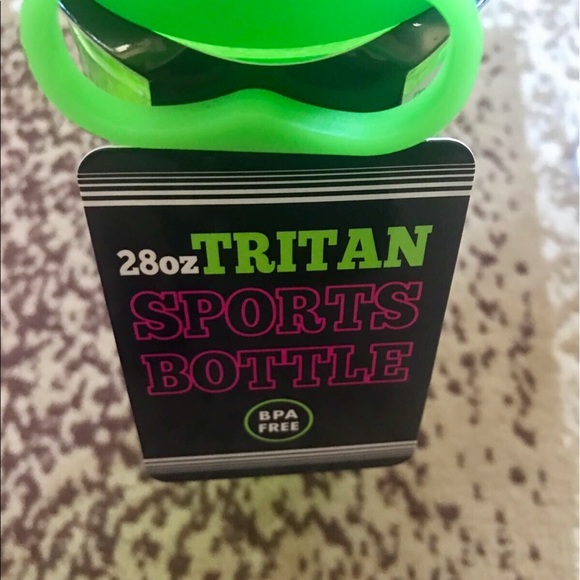 28oz TRITAN
SPORTS
BOTTLE
BPA
FREE